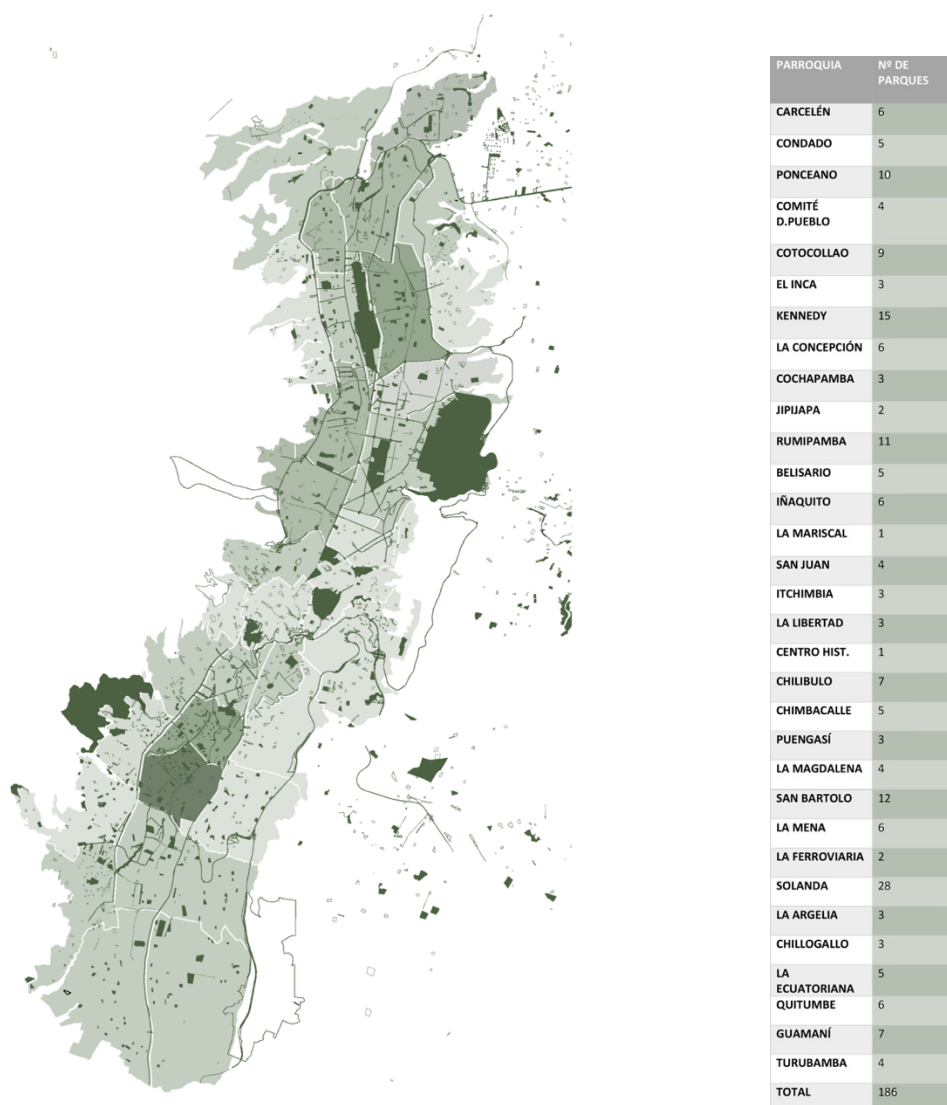 PARROQUIA Nº DE
PARQUES
CARCELÉN 6
CONDADO 5
PONCEANO 10
COMITÉ 4
D.PUEBLO
COTOCOLLAO 9
EL INCA 3
KENNEDY 15
LA CONCEPCIÓN 6
COCHAPAMBA 3
JIPIJAPA 2
RUMIPAMBA 11
BELISARIO 5
IÑAQUITO 6
LA MARISCAL 1
SAN JUAN 4
ITCHIMBIA 3
LA LIBERTAD 3
CENTRO HIST. 1
CHILIBULO 7
CHIMBACALLE 5
PUENGASÍ 3
LA MAGDALENA 4
SAN BARTOLO 12
LA MENA 6
LA FERROVIARIA 2
SOLANDA 28
LA ARGELIA 3
CHILLOGALLO 3
LA 5
ECUATORIANA
QUITUMBE 6
GUAMANÍ 7
TURUBAMBA 4
TOTAL 186